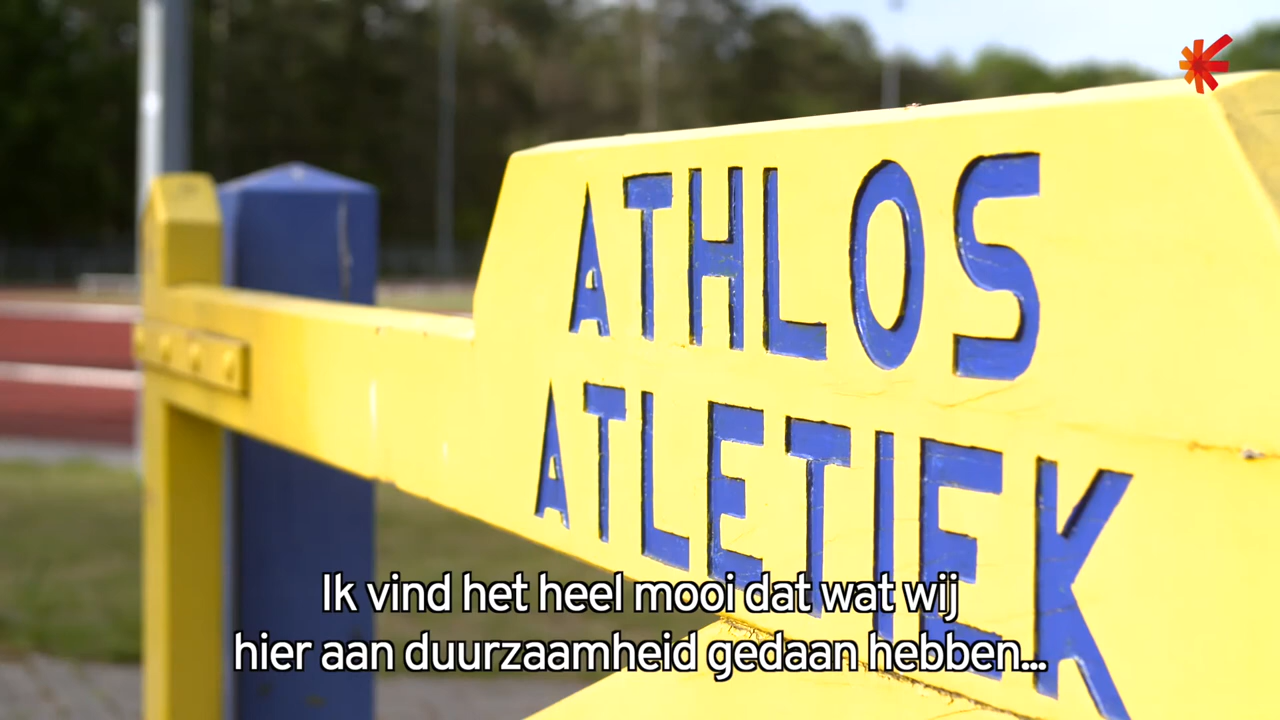 ATHLOS
ATLETIEK
Ik vind het heel mooi dat wat wij
hier aan duurzaamheid gedaan hebben...